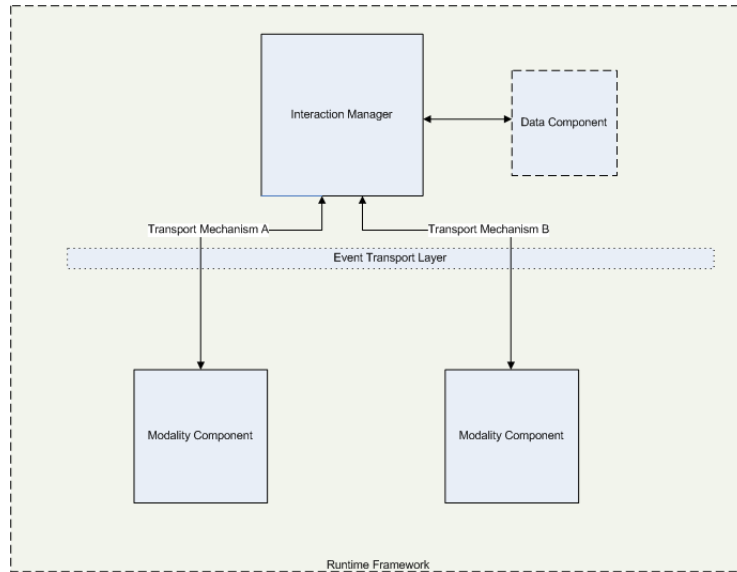 Interaction Manager
Data Component
Transport Mechanism A
Transport Mechanism B
Event Transport Layer
Modality Component
Modality Component
Runtime Framework